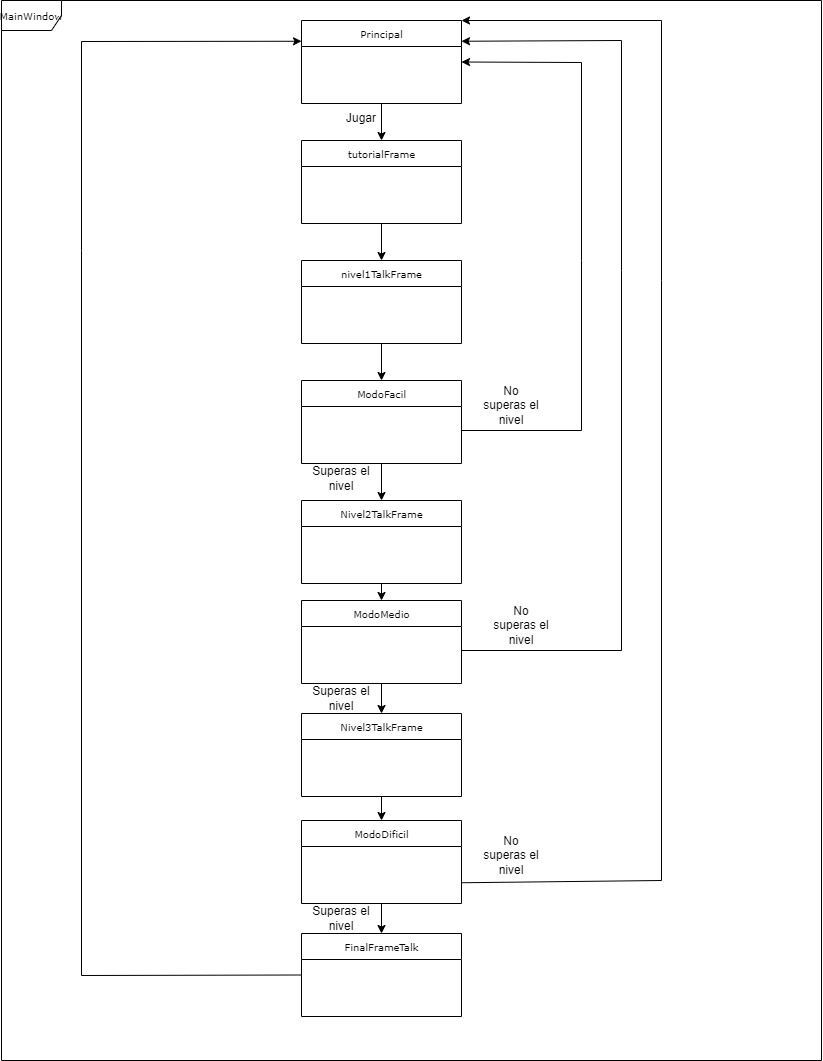 MainWindow
Principal
Jugar
tutorialFrame
nivel1TalkFrame
ModoFacil
No
superas el
nivel
Superas el
nivel
Nivel2TalkFrame
ModoMedio
No
superas el
nivel
Superas el
nivel
Nivel3TalkFrame
ModoDificil
No
superas el
nivel
Superas el
nivel
FinalFrameTalk